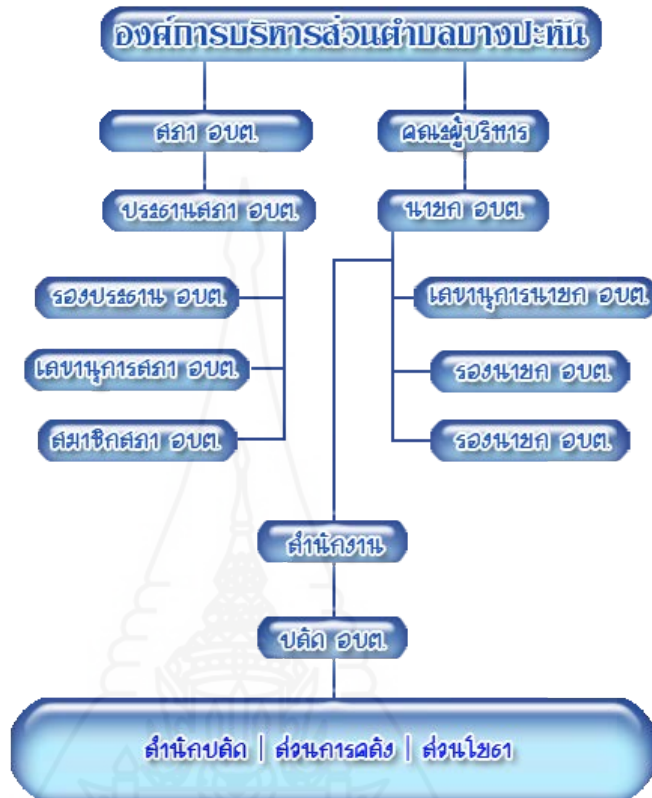 องค์การบริหารส่วนตำบลบางปะหัน
สภา อบต.
คณะผู้บริหาร
ประธานสภา อบต.
นายก อบต.
รองประธาน อบต.
เลขานุการนายก อบต.
เลขานุการสภา อบต.
รองนายก อบต.
สมาชิกสภา อบต.
รองนายก อบต.
สำนักงาน
ปลัด อบต.
สำนักปลัด | ส่วนการคลัง | ส่วนโยธา